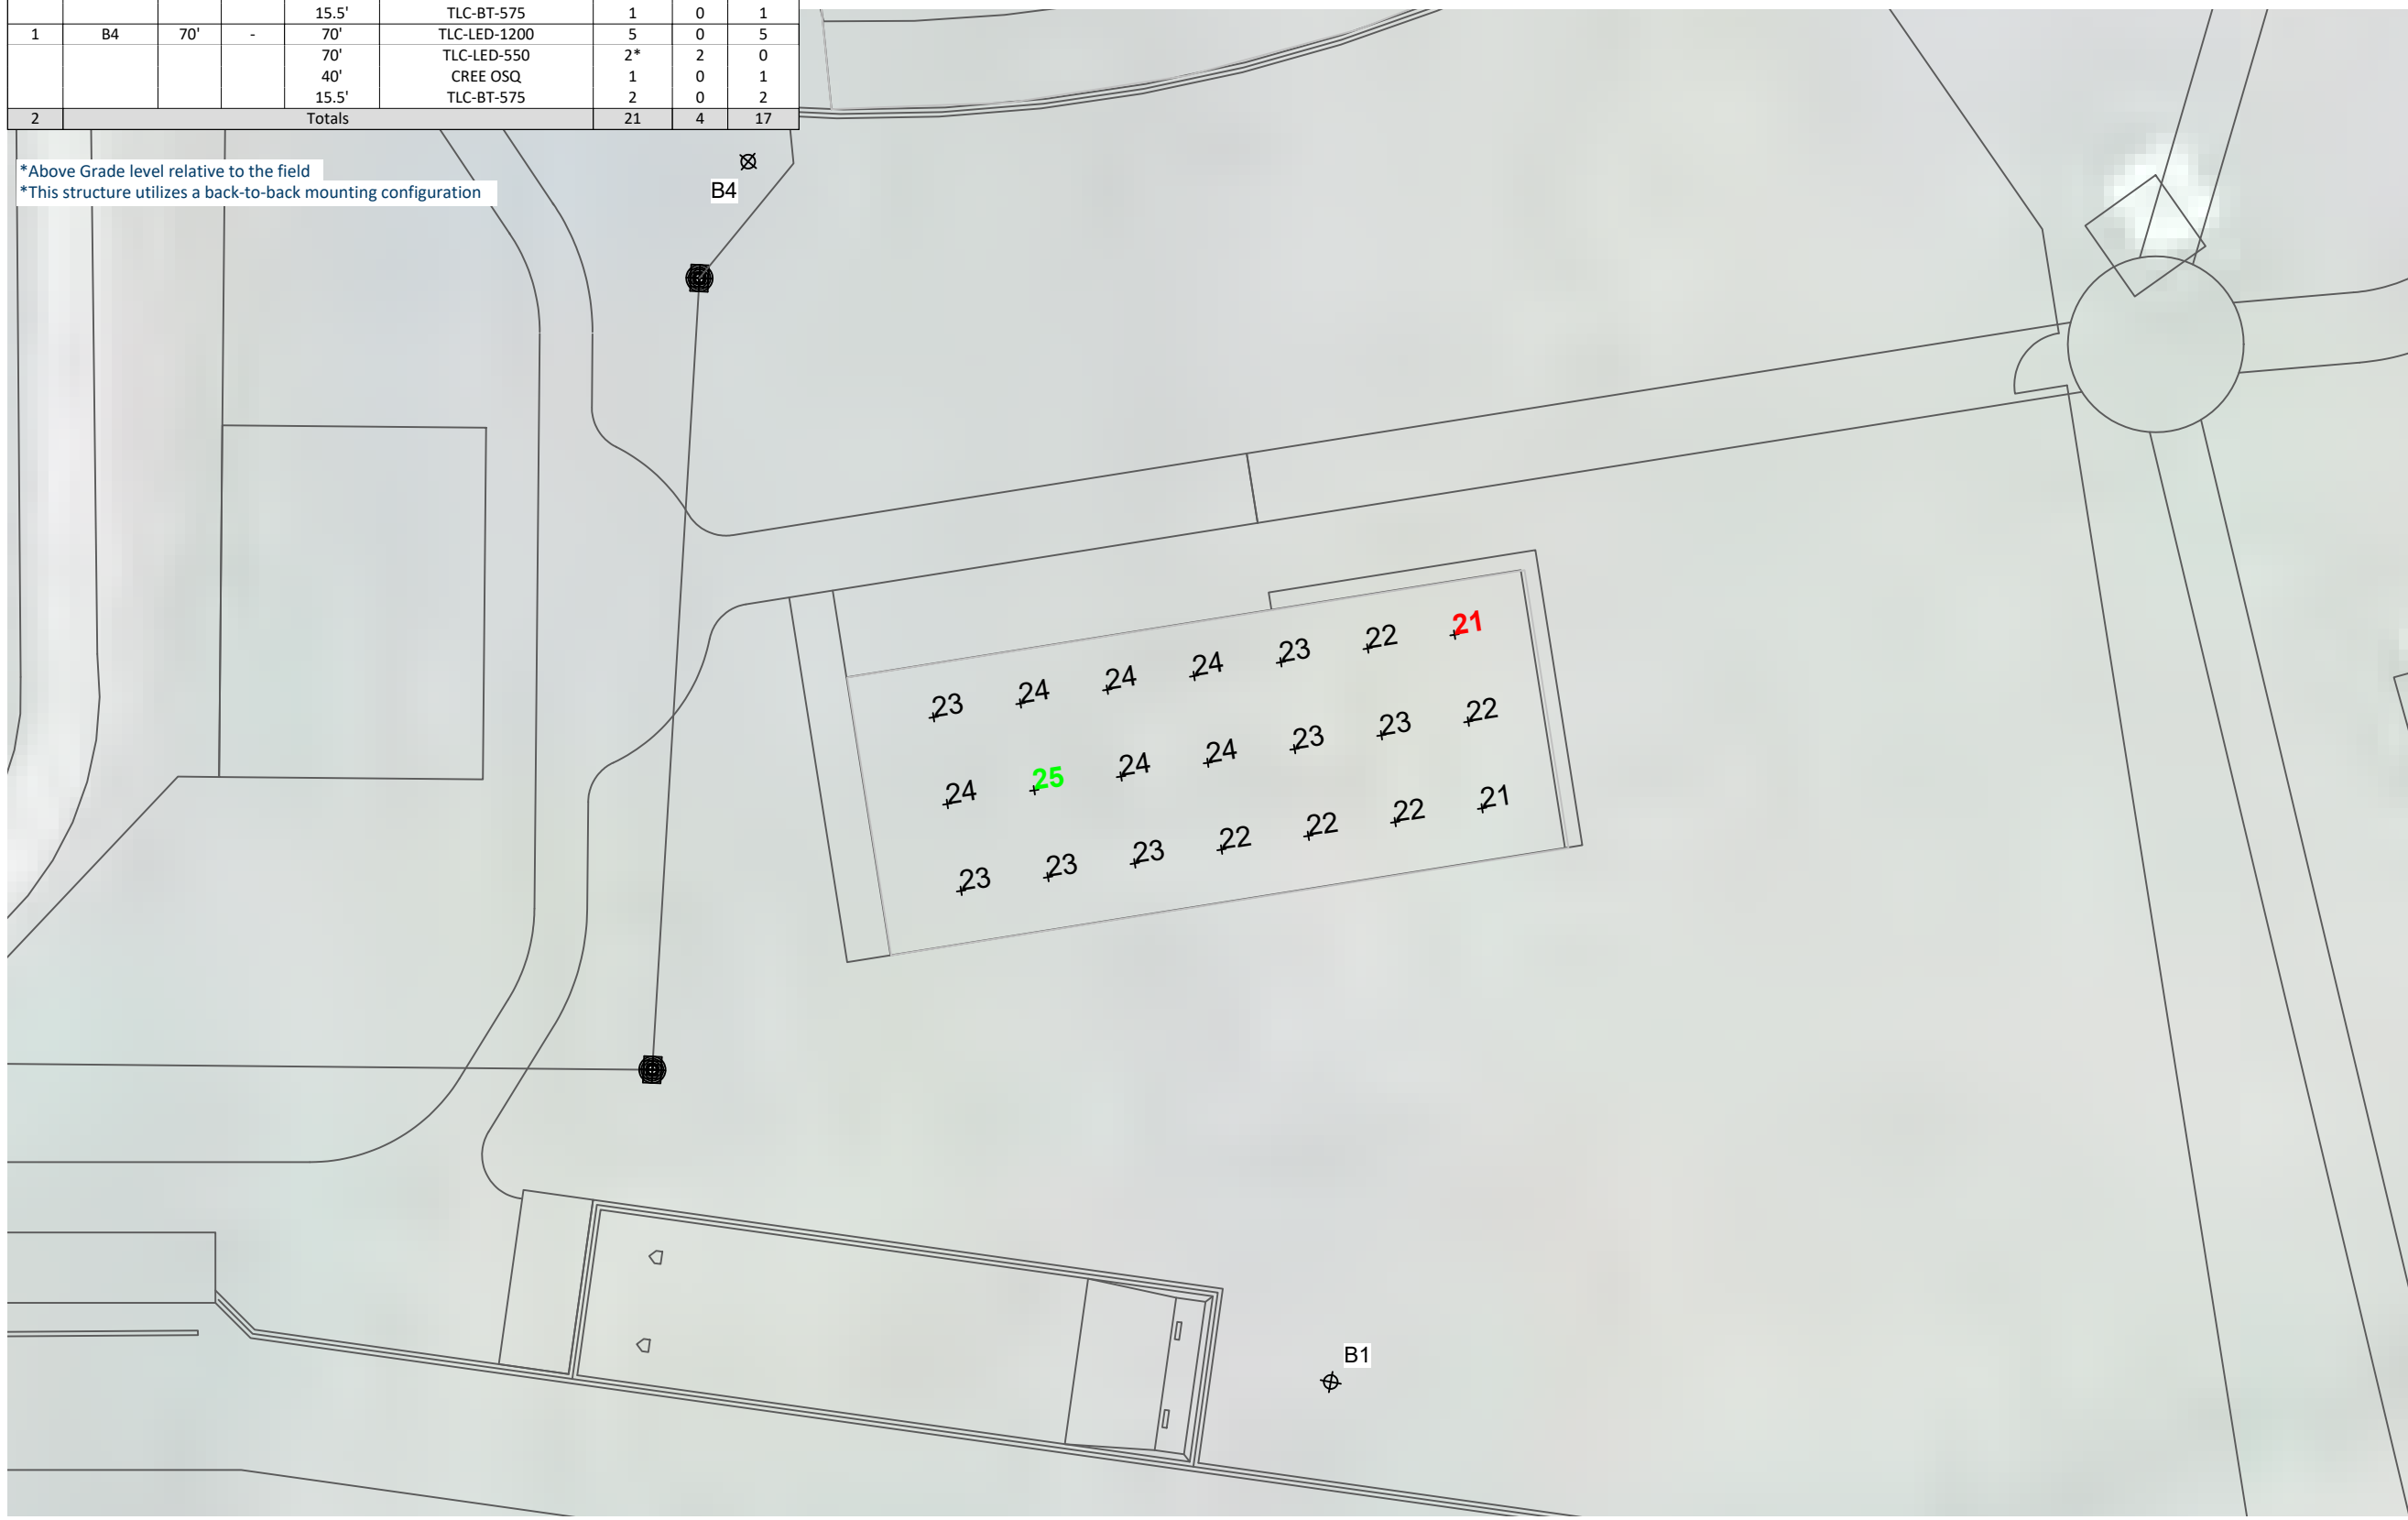 15.5' TLC-BT-575 1 0 1
1 B4 70' - 70' TLC-LED-1200 5 0 5
70' TLC-LED-550 2* 2 0
40' CREE OSQ 1 0 1
15.5' TLC-BT-575 2 0 2
2 Totals 21 4 17
*Above Grade level relative to the field
*This structure utilizes a back-to-back mounting configuration
B4
23 24 24 24 23 22 21
24 25 24 24 23 23 22
23 23 23 22 22 22 21
B1